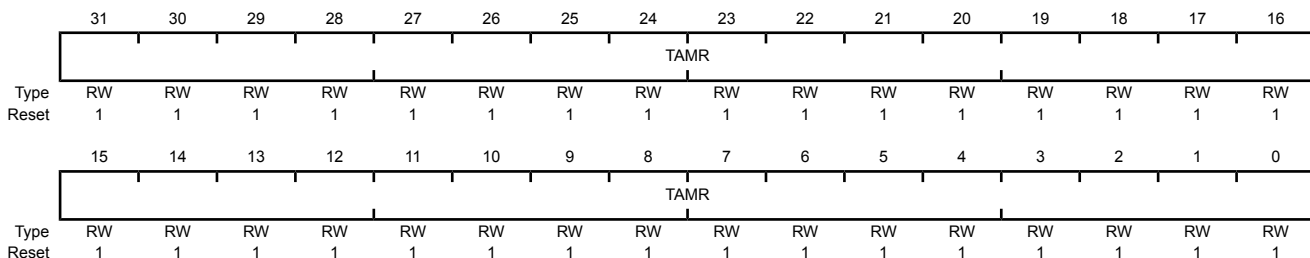 31 30 29 28 27 26 25 24 23 22 21 20 19 18 17 16
TAMR
Type RW RW RW RW RW RW RW RW RW RW RW RW RW RW RW RW
Reset 1 1 1 1 1 1 1 1 1 1 1 1 1 1 1 1
15 14 13 12 11 10 9 8 7 6 5 4 3 2 1 0
TAMR
Type RW RW RW RW RW RW RW RW RW RW RW RW RW RW RW RW
Reset 1 1 1 1 1 1 1 1 1 1 1 1 1 1 1 1